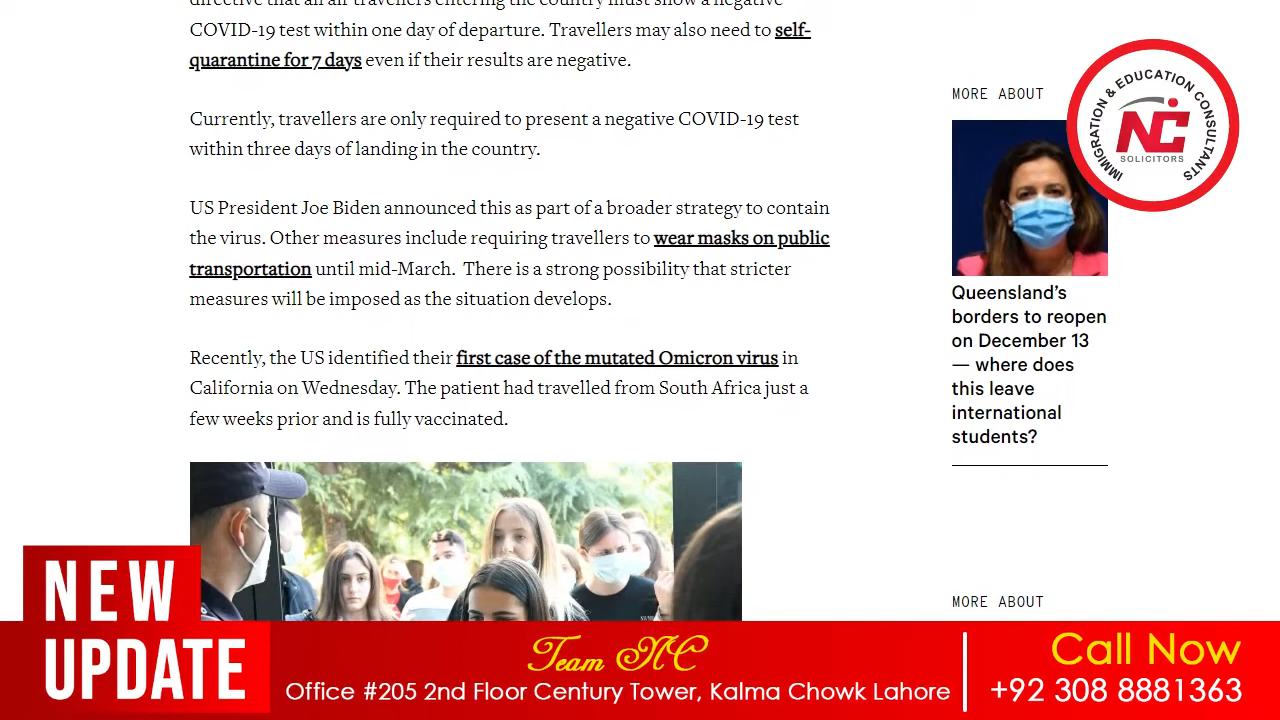 directive that all air travellers entering the country must show a negative
COVID-19 test within one day of departure. Travellers may also need to self-
quarantine for 7 days even if their results are negative.
Currently, travellers are only required to present a negative COVID-19 test
within three days of landing in the country.
US President Joe Biden announced this as part of a broader strategy to contain
the virus. Other measures include requiring travellers to wear masks on public
transportation until mid-March. There is a strong possibility that stricter
measures will be imposed as the situation develops.
Recently, the US identified their first case of the mutated Omicron virus in
California on Wednesday. The patient had travelled from South Africa just a
few weeks prior and is fully vaccinated.
MORE ABOUT
IMMIGRATION & EDUCATION CONSULTANTS
NC
SOLICITORS
Queensland's
borders to reopen
on December 13
— where does
this leave
international
students?
MORE ABOUT
NEW
UPDATE
Team NC
Office #205 2nd Floor Century Tower, Kalma Chowk Lahore
Call Now
+92 308 8881363